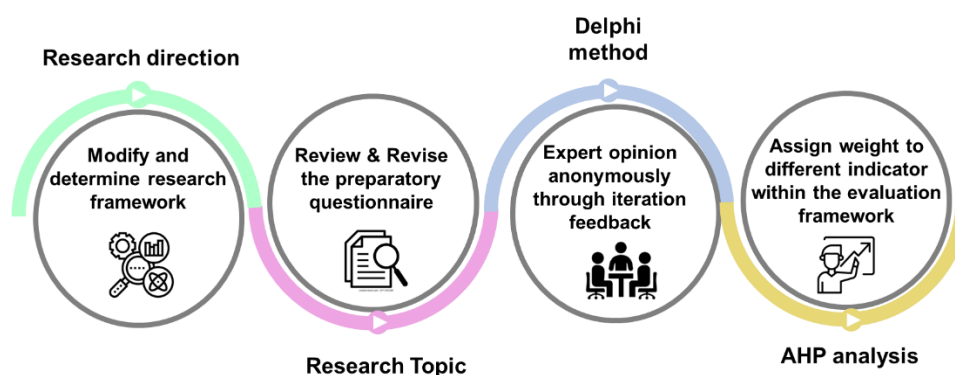 Research direction
Modify and
determine research
framework
Review & Revise
the preparatory
questionnaire
Research Topic
Delphi
method
Expert opinion
anonymously
through iteration
feedback
Assign weight to
different indicator
within the evaluation
framework
AHP analysis